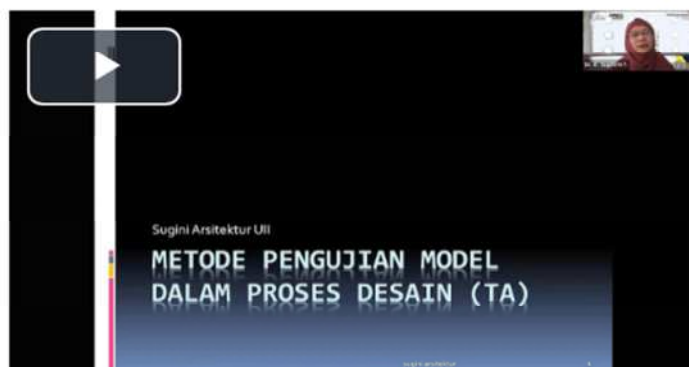 Sugini Arsitektur UII
METODE PENGUJIAN MODEL
DALAM PROSES DESAIN (TA)